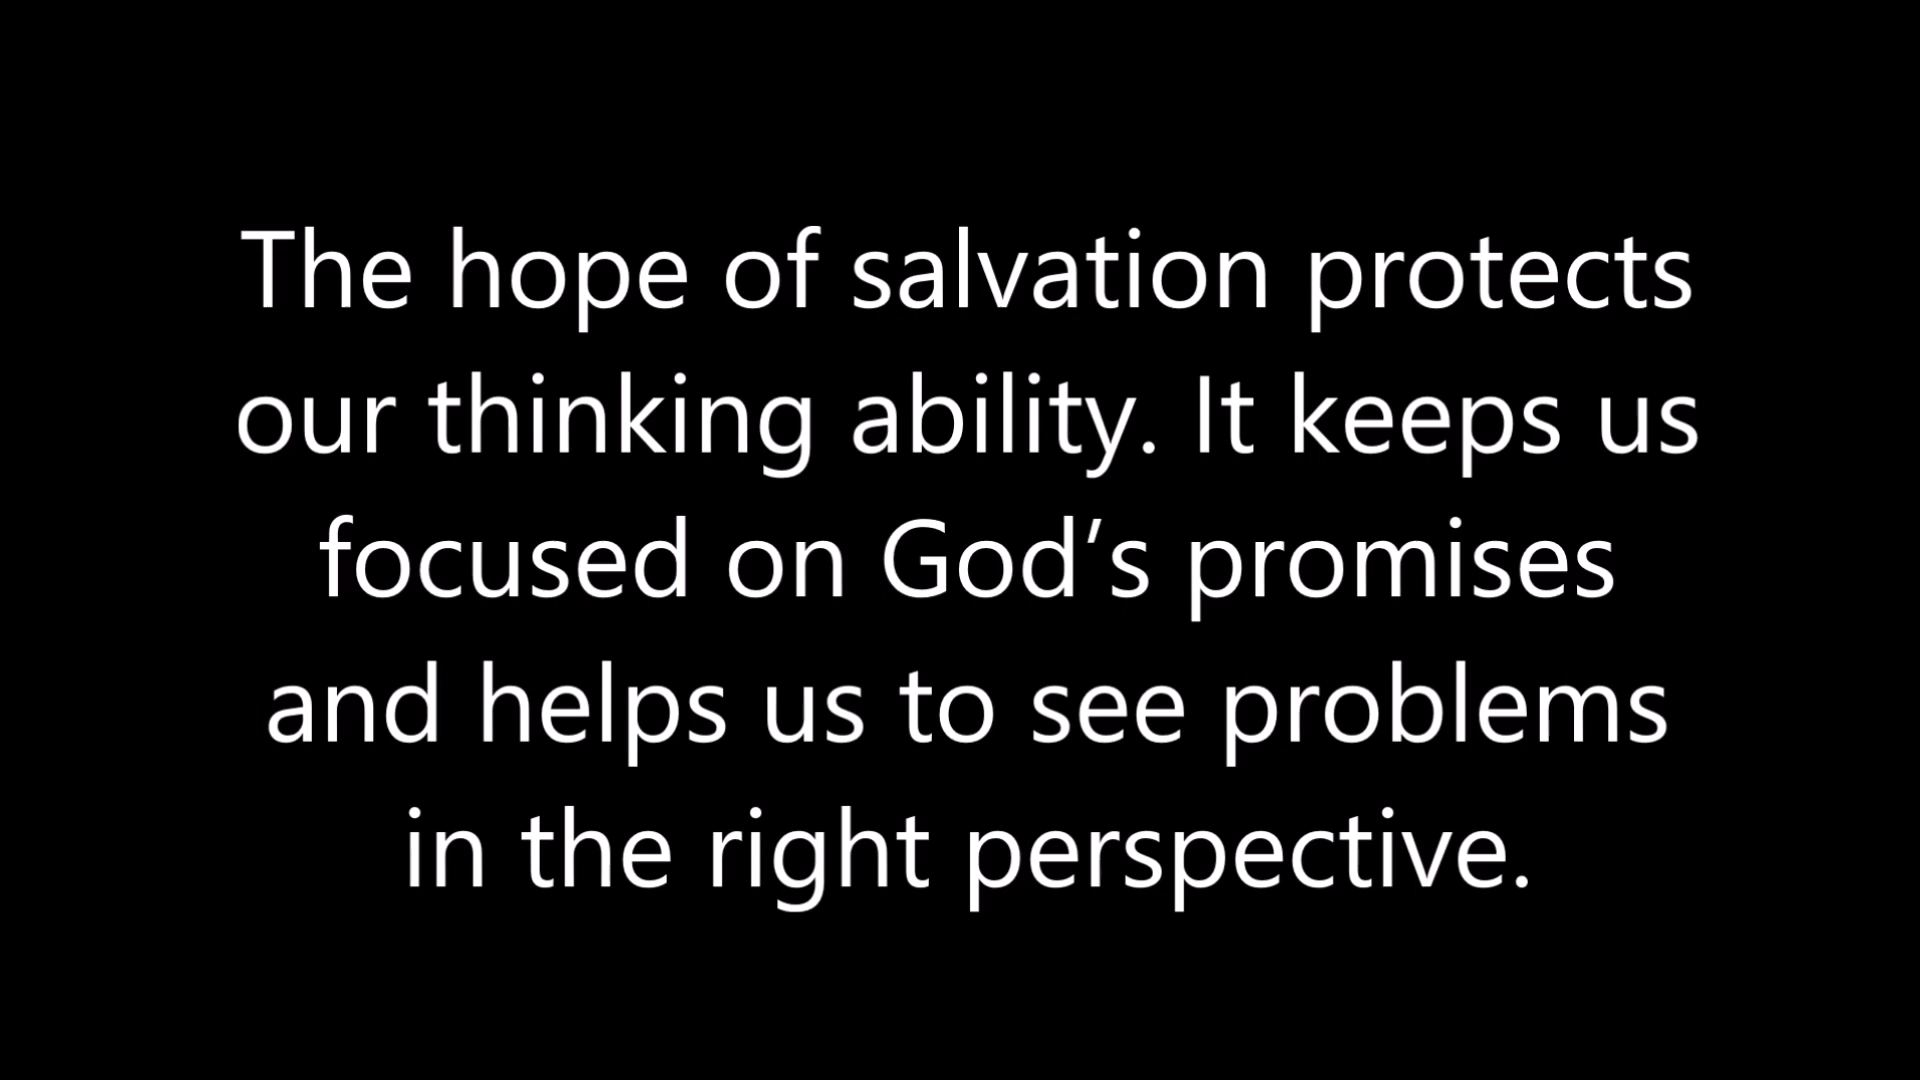 The hope of salvation protects
our thinking ability. It keeps us
focused on God’s promises
and helps us to see problems
in the right perspective.